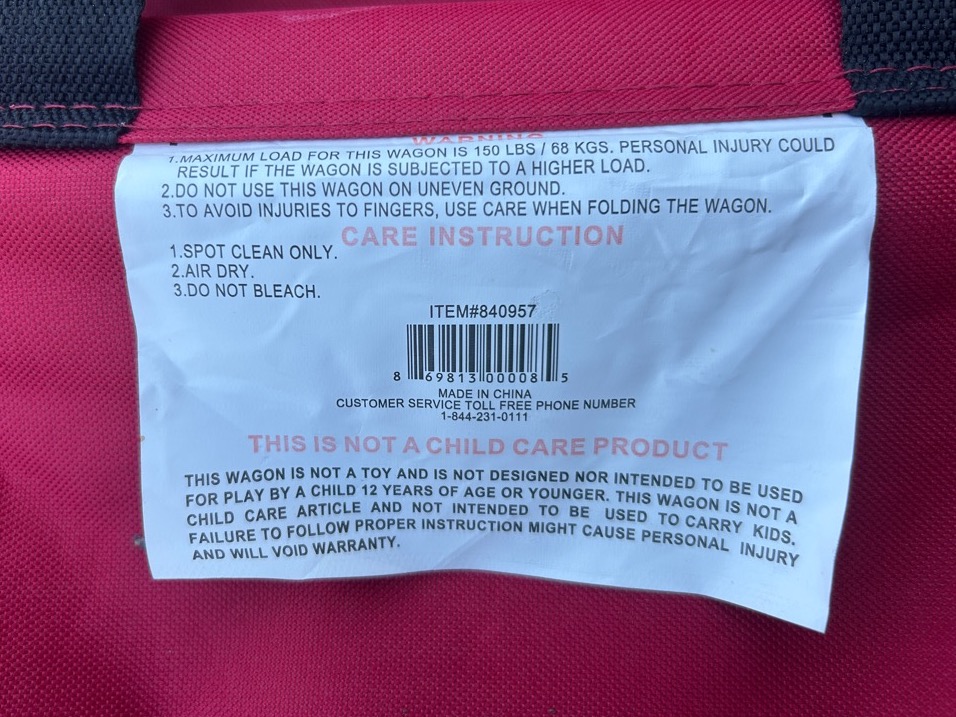 WARNING
1.MAXIMUM LOAD FOR THIS WAGON IS 150 LBS / 68 KGS. PERSONAL INJURY COULD
RESULT IF THE WAGON IS SUBJECTED TO A HIGHER LOAD.
2.DO NOT USE THIS WAGON ON UNEVEN GROUND.
3.TO AVOID INJURIES TO FINGERS, USE CARE WHEN FOLDING THE WAGON.
CARE INSTRUCTION
1.SPOT CLEAN ONLY.
2.AIR DRY.
3.DO NOT BLEACH.
ITEM#840957
8 69813 00008 5
MADE IN CHINA
CUSTOMER SERVICE TOLL FREE PHONE NUMBER
1-844-231-0111
THIS IS NOT A CHILD CARE PRODUCT
THIS WAGON IS NOT A TOY AND IS NOT DESIGNED NOR INTENDED TO BE USED
FOR PLAY BY A CHILD 12 YEARS OF AGE OR YOUNGER. THIS WAGON IS NOT A
CHILD CARE ARTICLE AND NOT INTENDED TO BE USED TO CARRY KIDS.
FAILURE TO FOLLOW PROPER INSTRUCTION MIGHT CAUSE PERSONAL INJURY
AND WILL VOID WARRANTY.